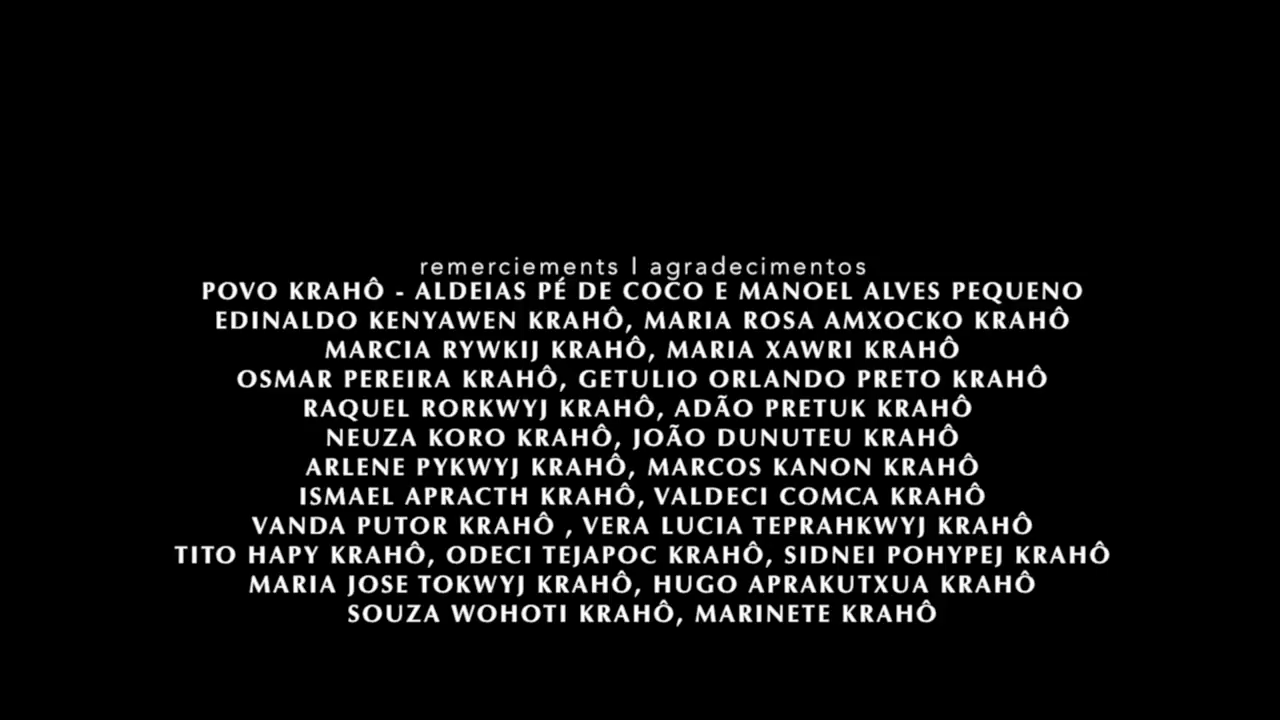 remerciements | agradecimentos
POVO KRAHÔ - ALDEIAS PÉ DE COCO E MANOEL ALVES PEQUENO
EDINALDO KENYAWEN KRAHÔ, MARIA ROSA AMXOCKO KRAHÔ
MARCIA RYWKIJ KRAHÔ, MARIA XAWRI KRAHÔ
OSMAR PEREIRA KRAHÔ, GETULIO ORLANDO PRETO KRAHÔ
RAQUEL RORKWYJ KRAHÔ, ADÃO PRETUK KRAHÔ
NEUZA KORO KRAHÔ, JOÃO DUNUTEU KRAHÔ
ARLENE PYKWYJ KRAHÔ, MARCOS KANON KRAHÔ
ISMAEL APRACTH KRAHÔ, VALDECI COMCA KRAHÔ
VANDA PUTOR KRAHÔ , VERA LUCIA TEPRAHKWYJ KRAHÔ
TITO HAPY KRAHÔ, ODECI TEJAPOC KRAHÔ, SIDNEI POHYPEJ KRAHÔ
MARIA JOSE TOKWYJ KRAHÔ, HUGO APRAKUTXUA KRAHÔ
SOUZA WOHOTI KRAHÔ, MARINETE KRAHÔ